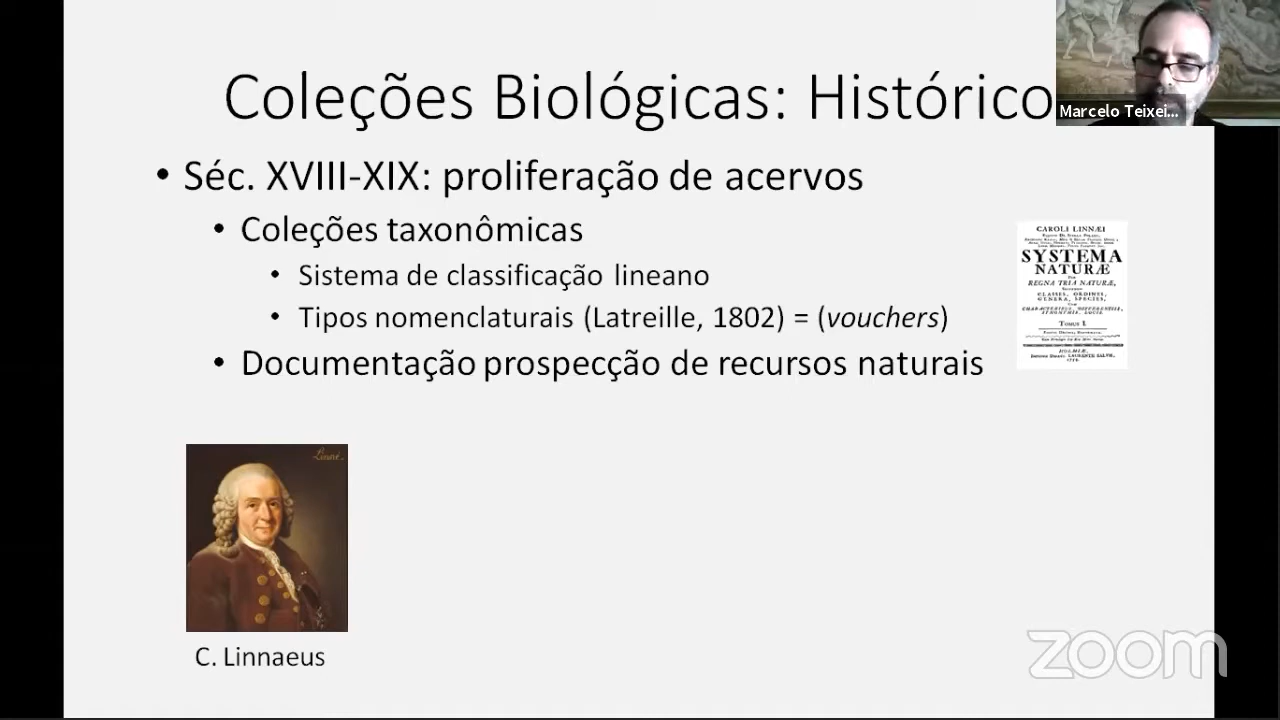 Coleções Biológicas: Histórico
Marcelo Teixei...
• Séc. XVIII-XIX: proliferação de acervos
• Coleções taxonômicas
• Sistema de classificação lineano
• Tipos nomenclaturais (Latreille, 1802) = (vouchers)
• Documentação prospecção de recursos naturais
CAROLI LINNÆI
SYSTEMA
NATURÆ
REGNA TRIA NATURÆ,
CLASSES, ORDINES,
GENERA, SPECIES,
TOMUS I.
Linné.
C. Linnaeus
zoom